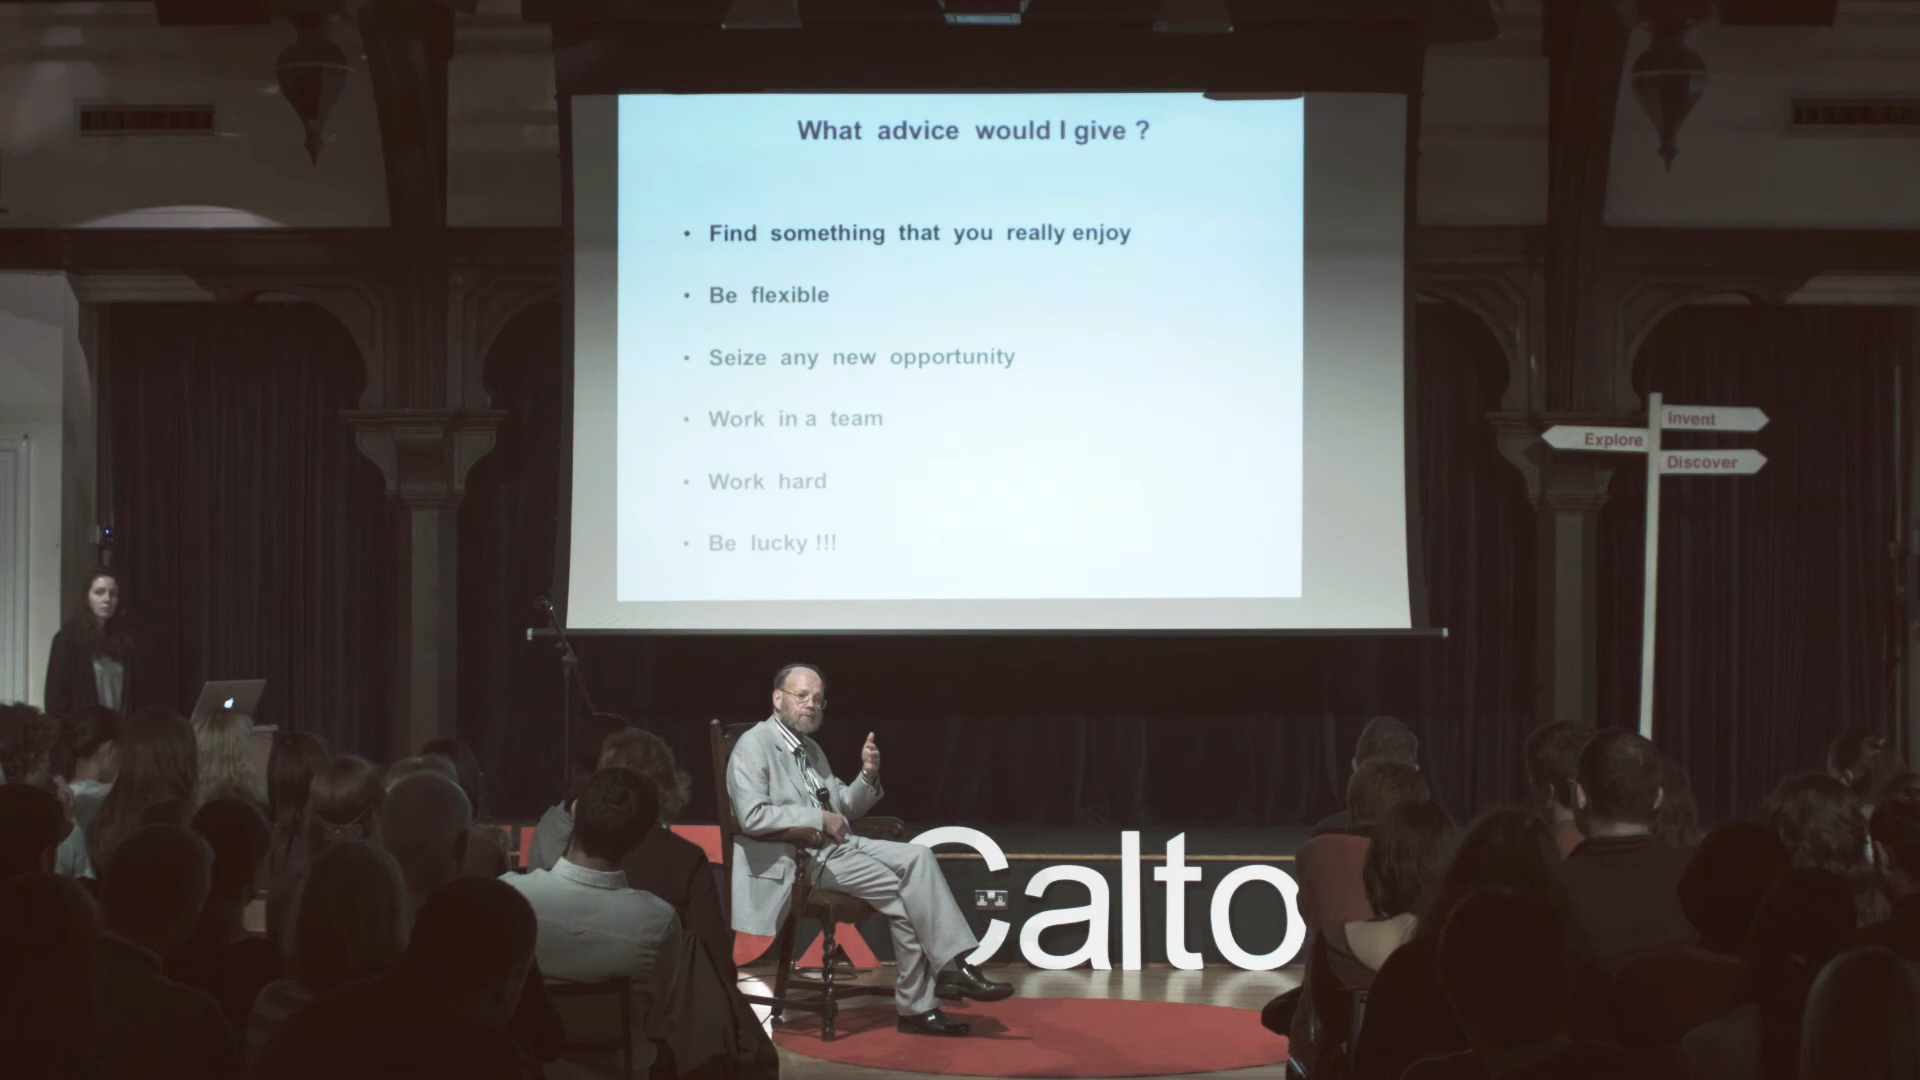 What advice would I give ?
• Find something that you really enjoy
• Be flexible
• Seize any new opportunity
• Work in a team
• Work hard
• Be lucky !!!
Invent
Explore
Discover
x Calto